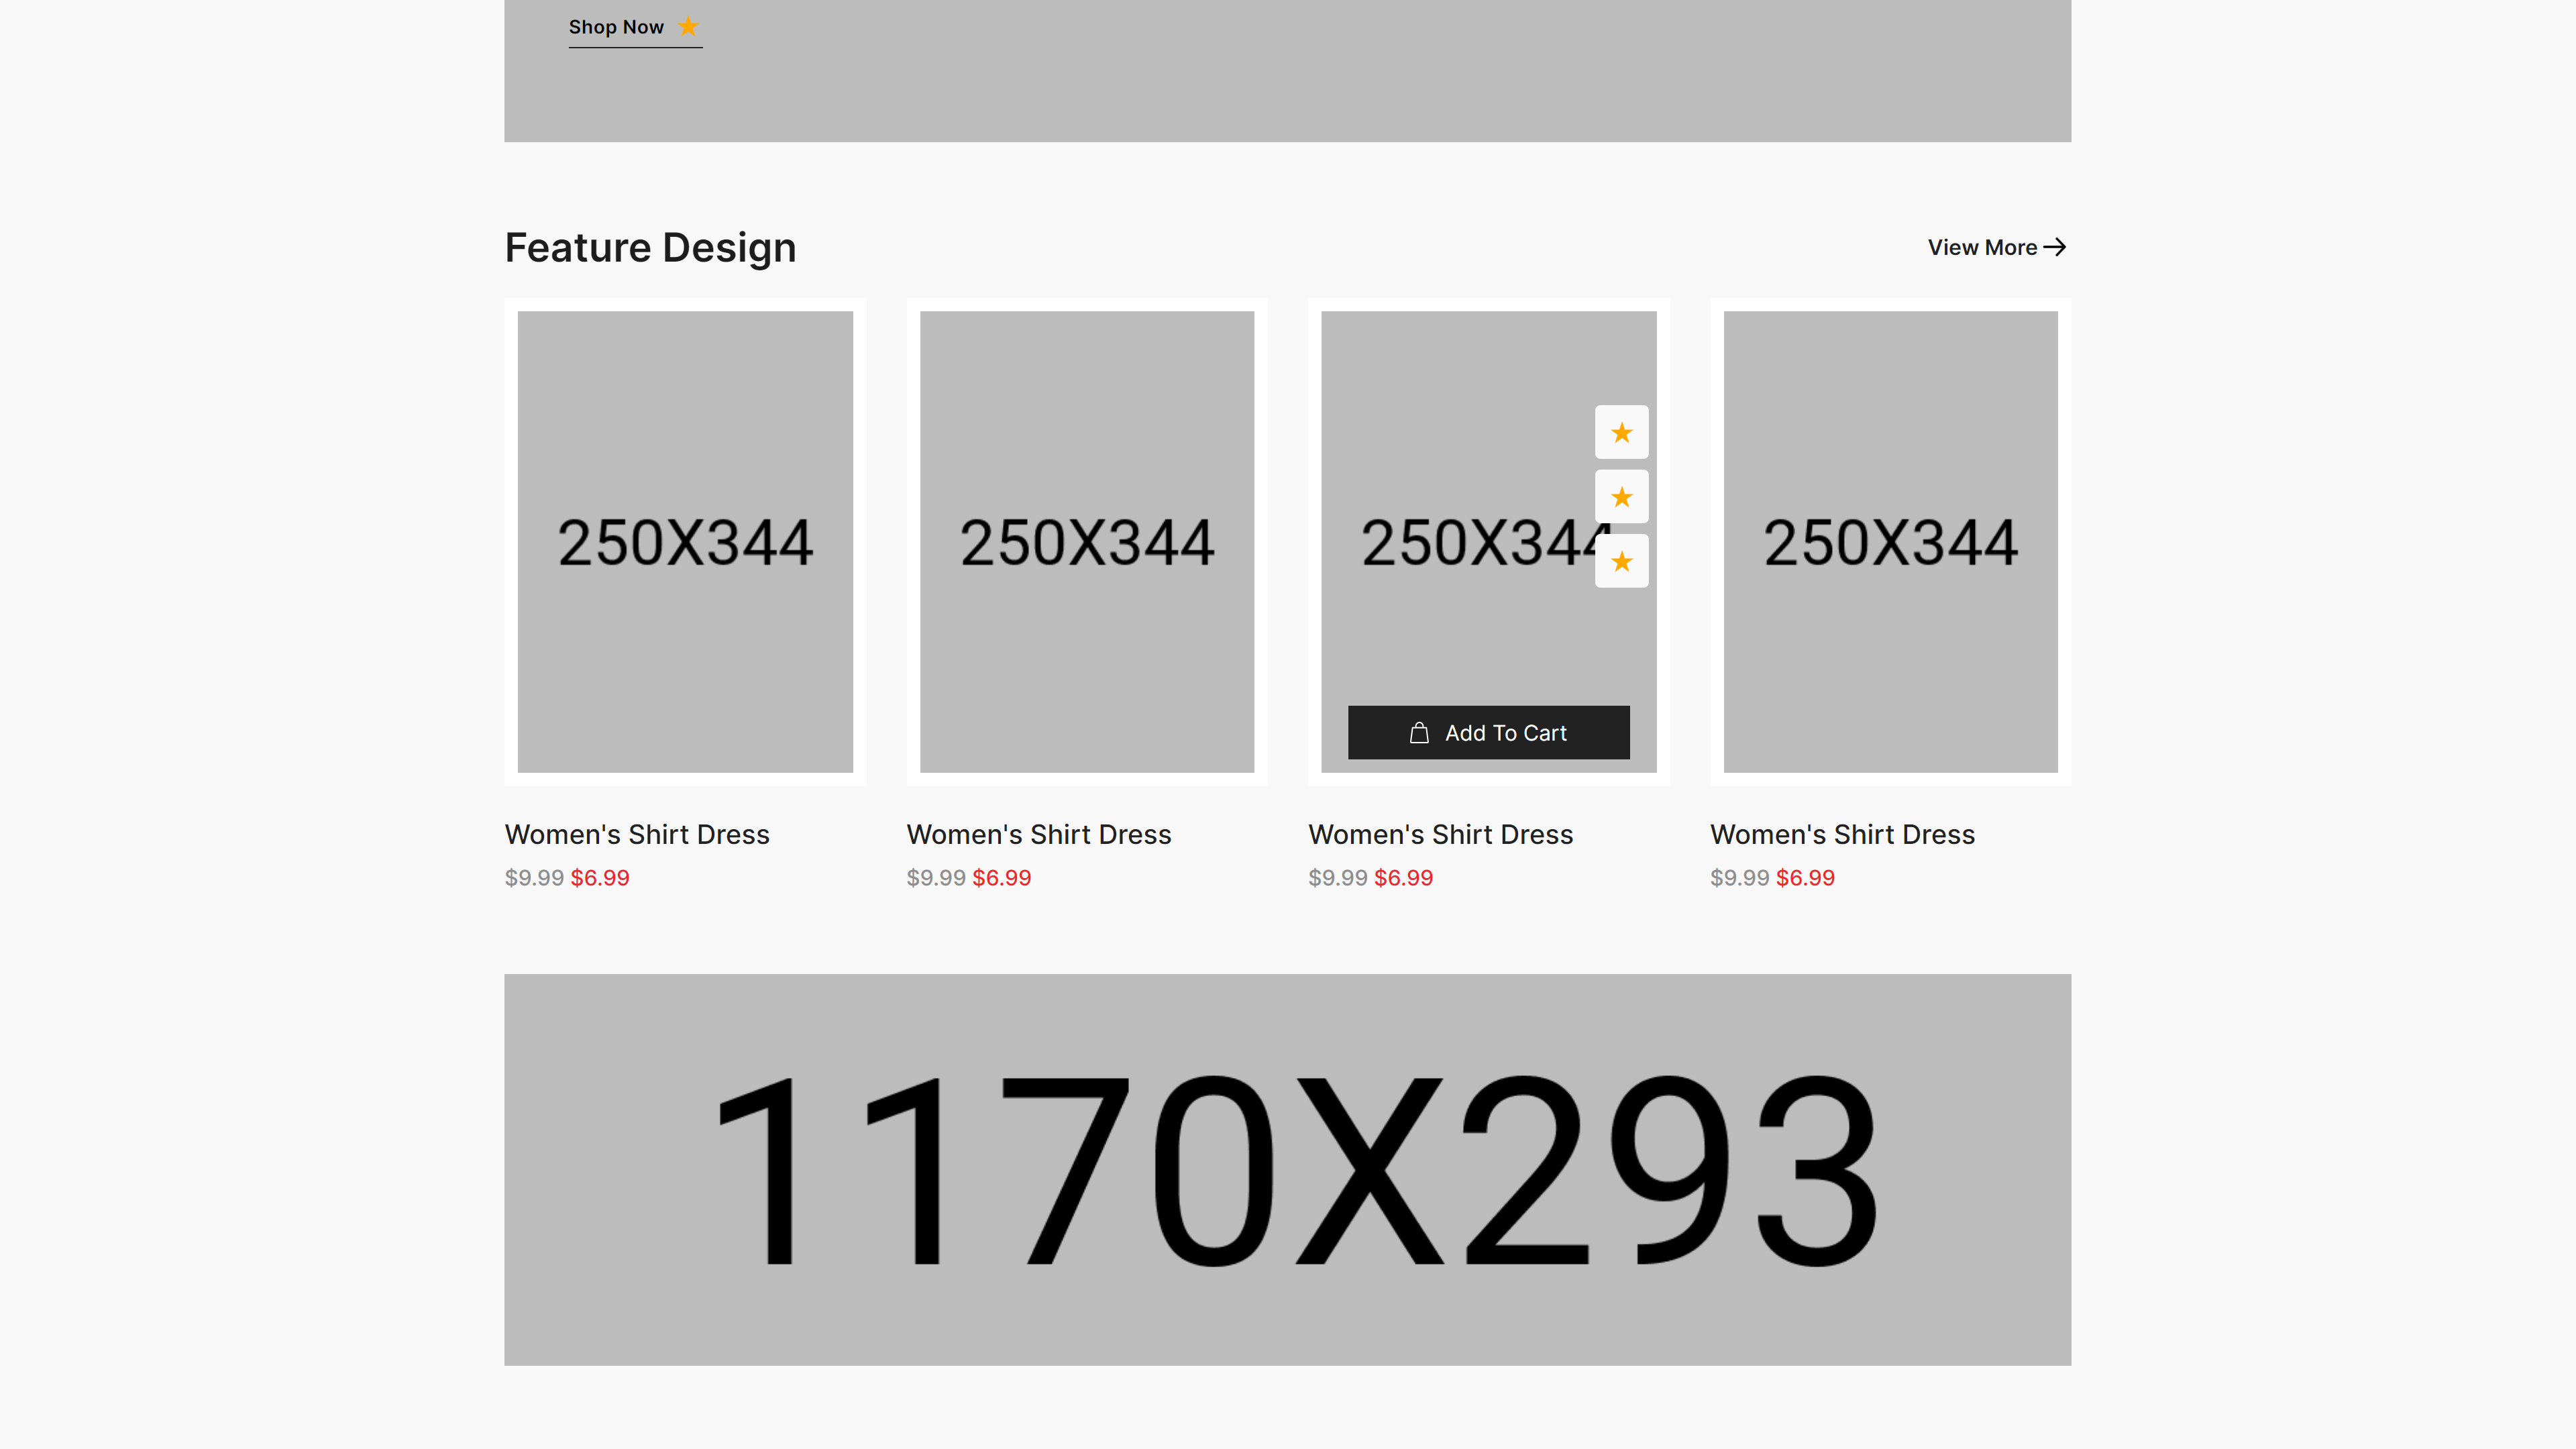 Shop Now
Feature Design
View More
250X344
250X344
250X344
250X344
Add To Cart
Women's Shirt Dress
$9.99 $6.99
Women's Shirt Dress
$9.99 $6.99
Women's Shirt Dress
$9.99 $6.99
Women's Shirt Dress
$9.99 $6.99
1170X293